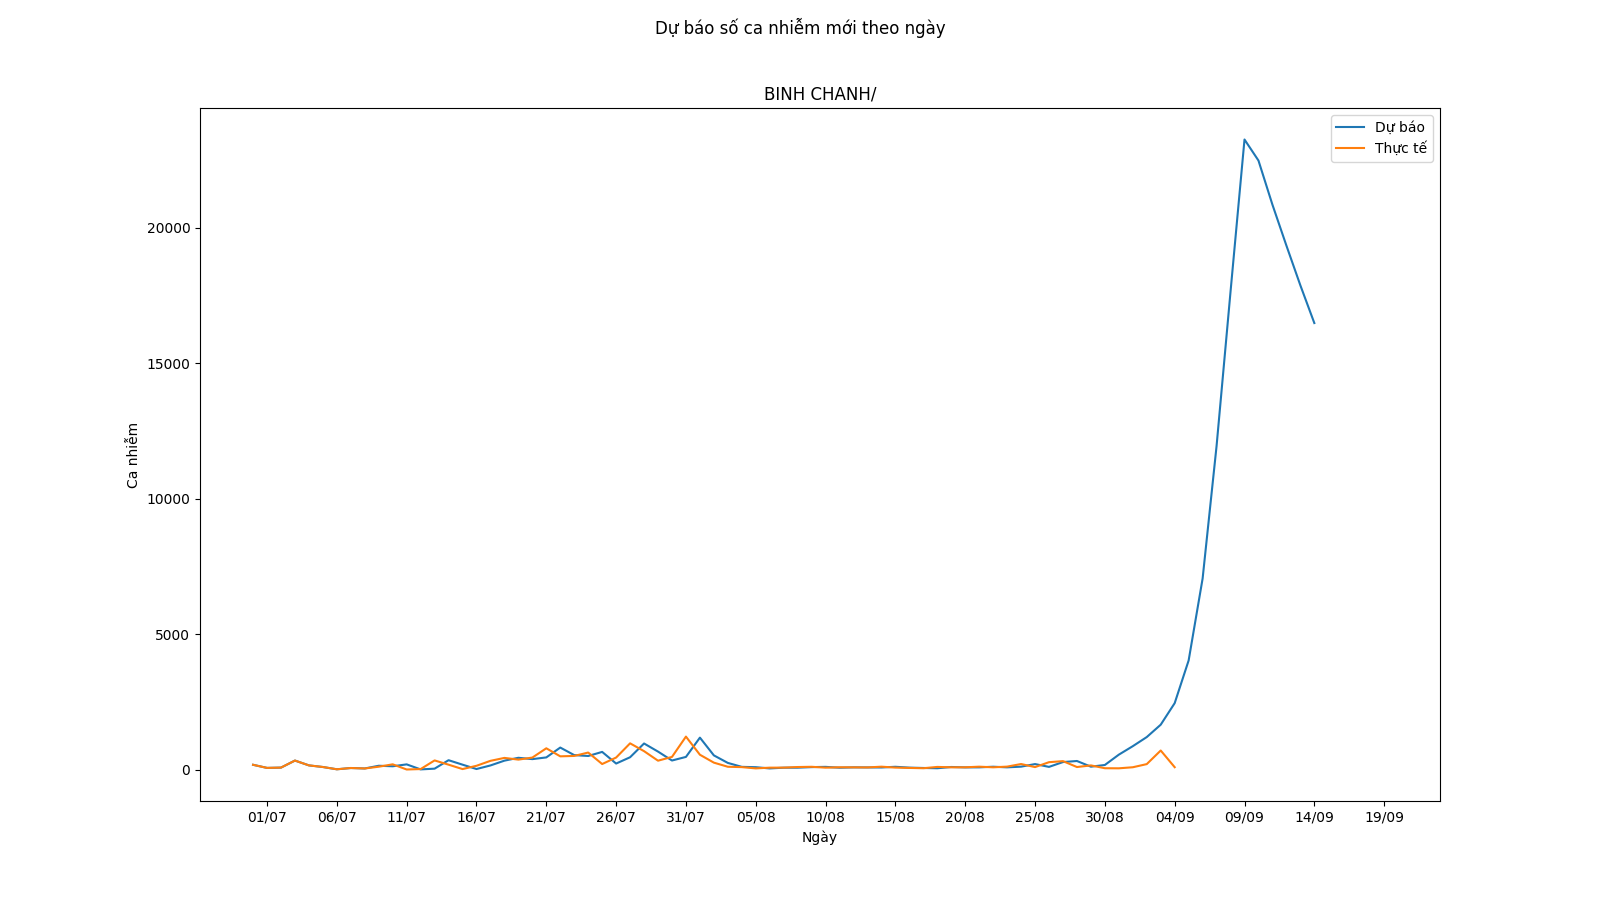 Dự báo số ca nhiễm mới theo ngày
BINH CHANH/
Dự báo
Thực tế
Ca nhiễm
20000
15000
10000
5000
0
01/07 06/07 11/07 16/07 21/07 26/07 31/07 05/08 10/08 15/08 20/08 25/08 30/08 04/09 09/09 14/09 19/09
Ngày